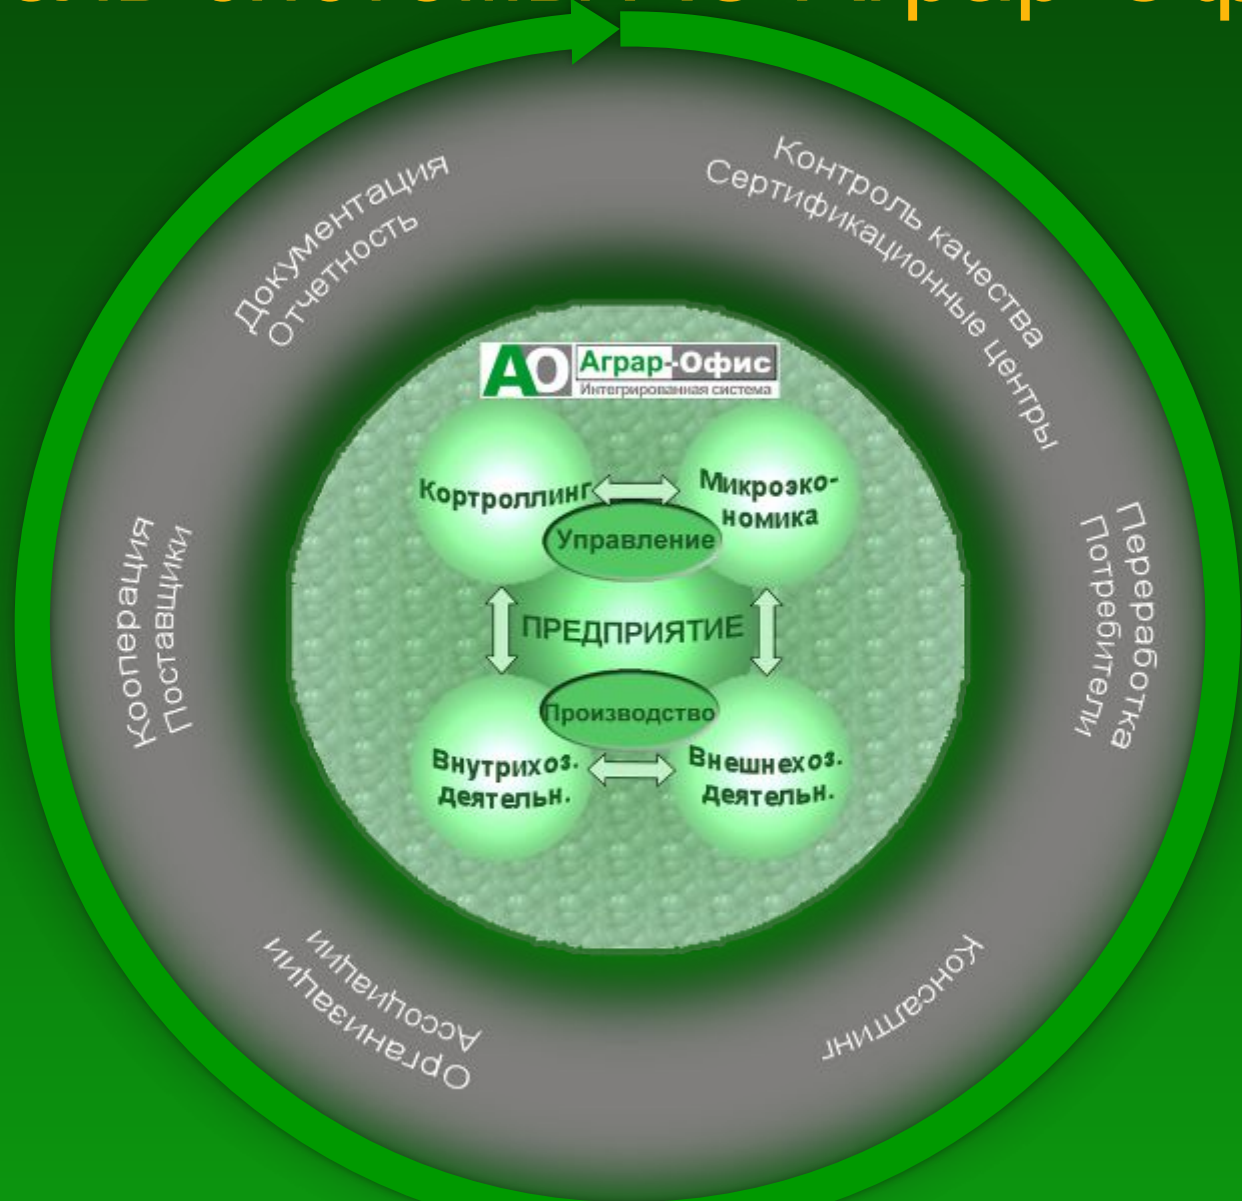 Документация
Отчетность
Контроль качества
Сертификационные центры
АО Аграр-Офис
Интегрированная система
Кортроллинг
Микроэко-
номика
Управление
ПРЕДПРИЯТИЕ
Производство
Внутрихоз.
деятельн.
Внешнехоз.
деятельн.
Кооперация
Поставщики
Переработка
Потребители
Организации
Ассоциации
Консалтинг